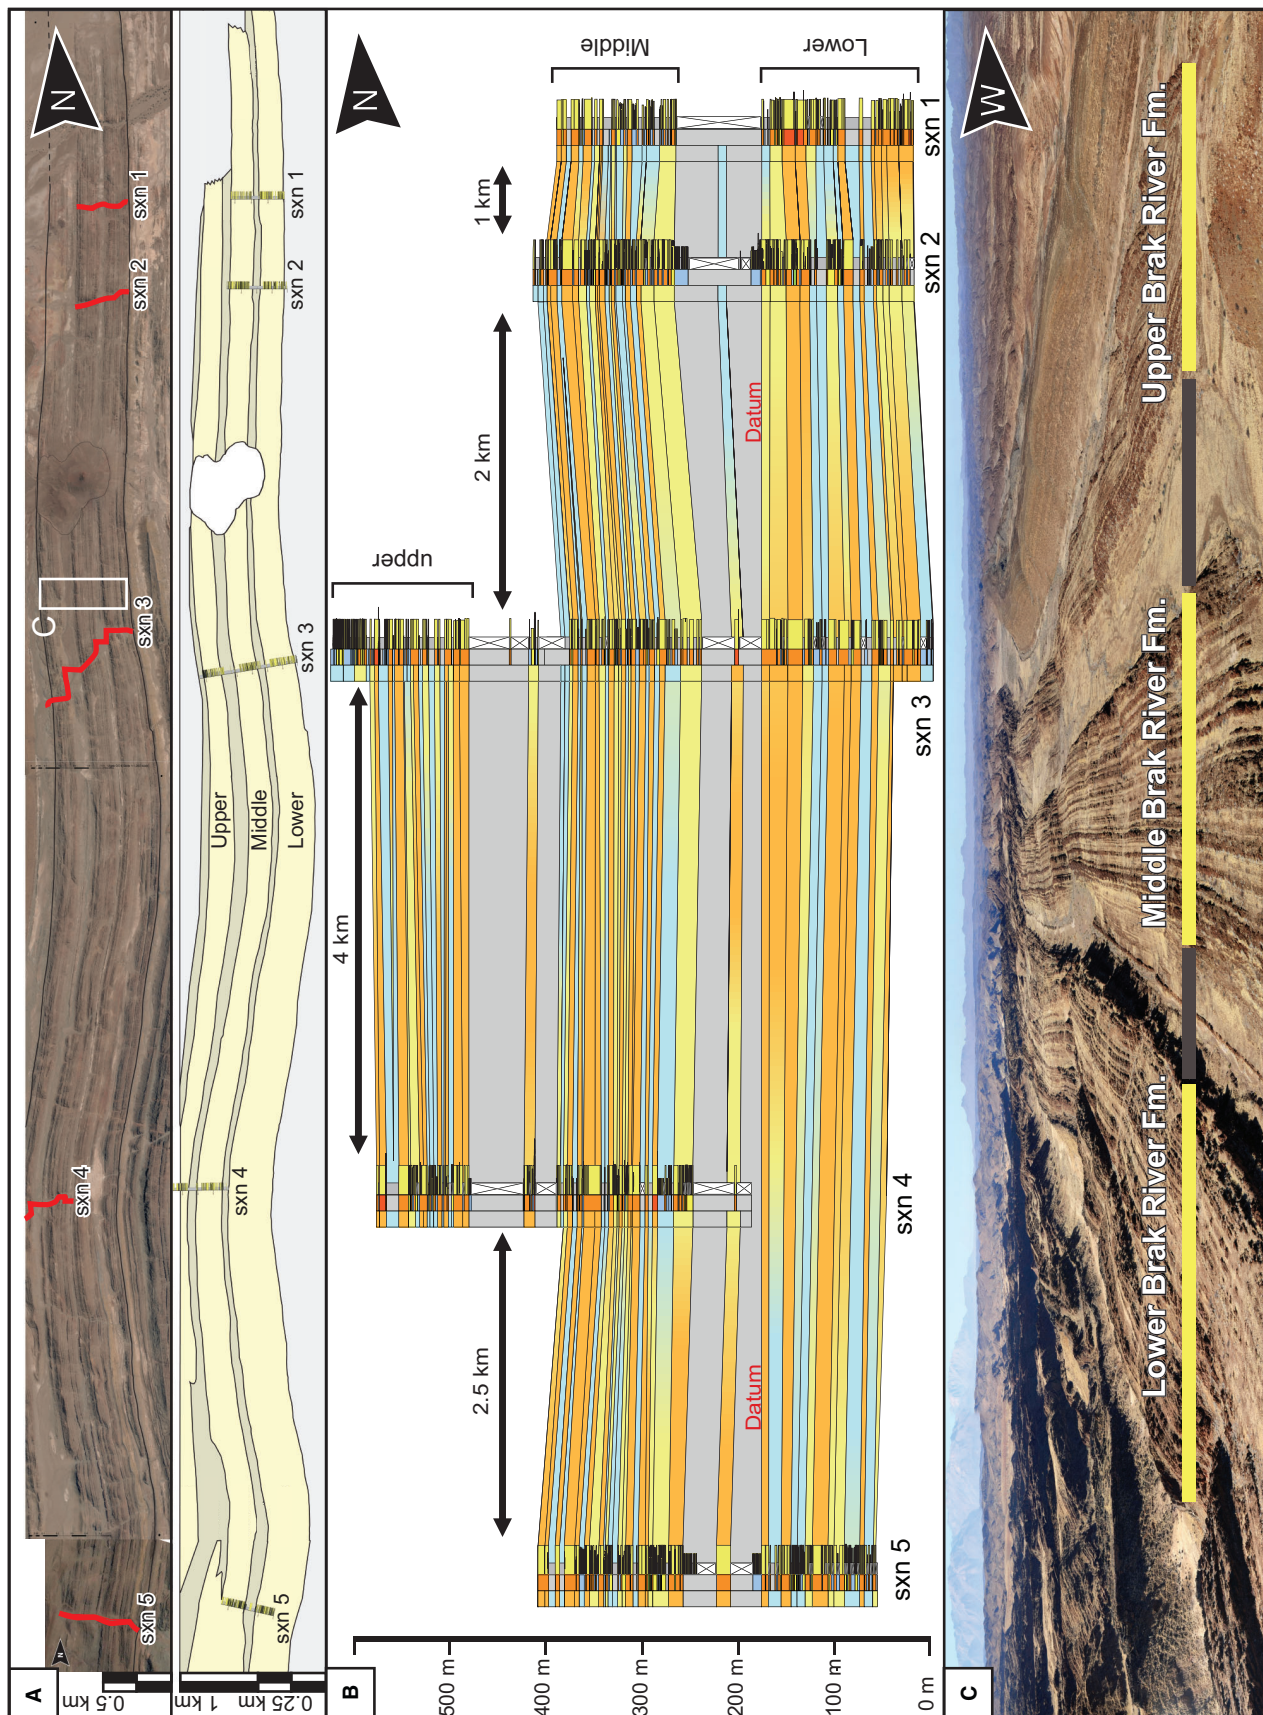 A
N
sxn 5
sxn 4
sxn 3
C
sxn 2
sxn 1
N
0.5 km
1 km
0.25 km
Upper
Middle
Lower
sxn 5
sxn 4
sxn 3
sxn 2
sxn 1
B
N
500 m
400 m
300 m
200 m
100 m
0 m
2.5 km
4 km
2 km
1 km
upper
Middle
Lower
Datum
Datum
sxn 5
sxn 4
sxn 3
sxn 2
sxn 1
C
W
Lower Brak River Fm.
Middle Brak River Fm.
Upper Brak River Fm.